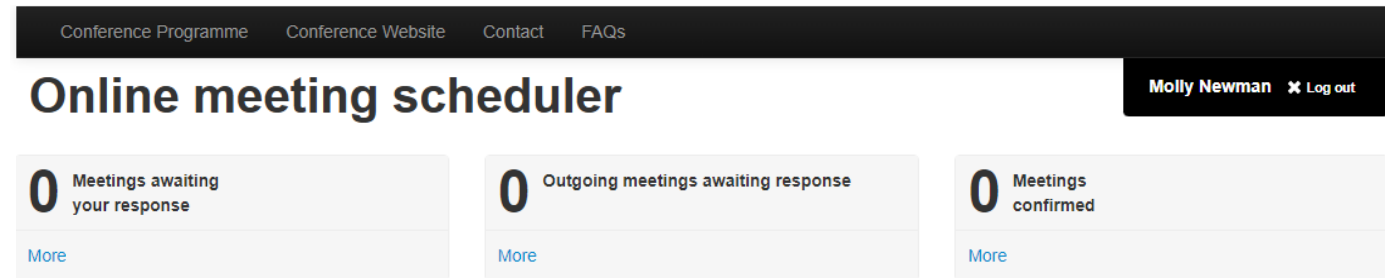 Conference Programme Conference Website Contact FAQs
Online meeting scheduler
Molly Newman ✖ Log out
0 Meetings awaiting
your response
More
0 Outgoing meetings awaiting response
More
0 Meetings
confirmed
More